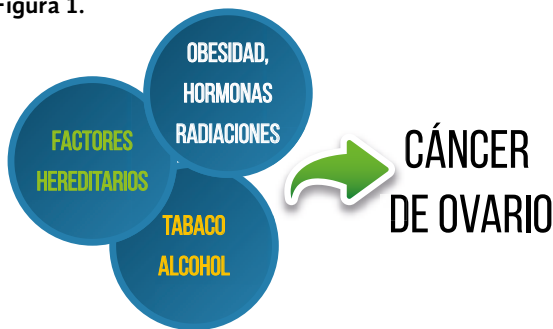 Figura 1.
OBESIDAD,
HORMONAS
RADIACIONES
FACTORES
HEREDITARIOS
TABACO
ALCOHOL
CÁNCER
DE OVARIO